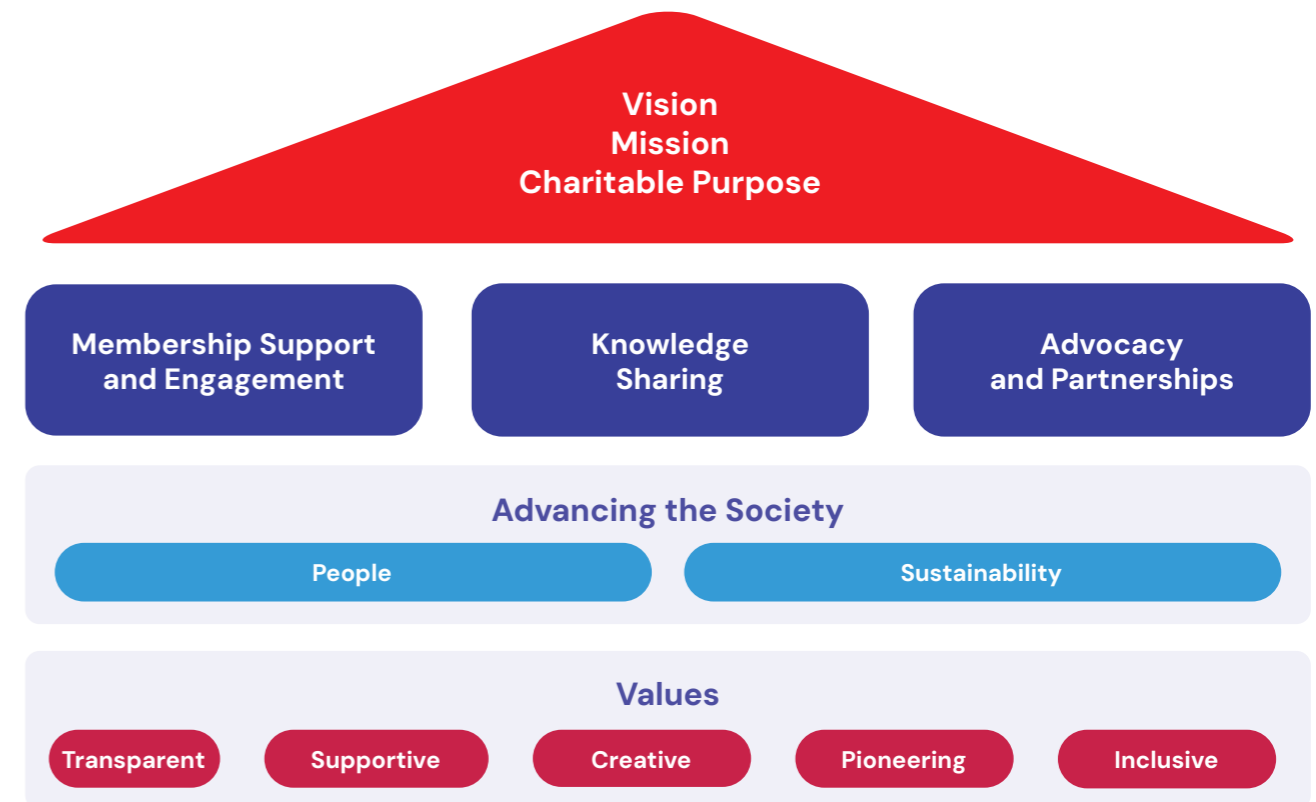 Vision
Mission
Charitable Purpose
Membership Support
and Engagement
Knowledge
Sharing
Advocacy
and Partnerships
Advancing the Society
People
Sustainability
Values
Transparent
Supportive
Creative
Pioneering
Inclusive